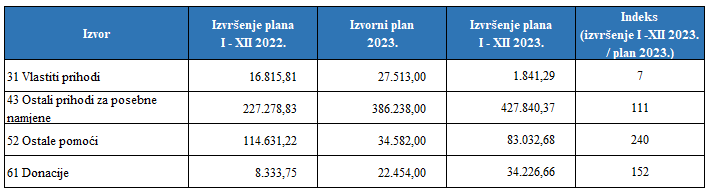 Izvor
Izvršenje plana
I - XII 2022.
Izvorni plan
2023.
Izvršenje plana
I - XII 2023.
Indeks
(izvršenje I -XII 2023.
/ plan 2023.)
31 Vlastiti prihodi 16.815,81 27.513,00 1.841,29 7
43 Ostali prihodi za posebne
namjene 227.278,83 386.238,00 427.840,37 111
52 Ostale pomoći 114.631,22 34.582,00 83.032,68 240
61 Donacije 8.333,75 22.454,00 34.226,66 152